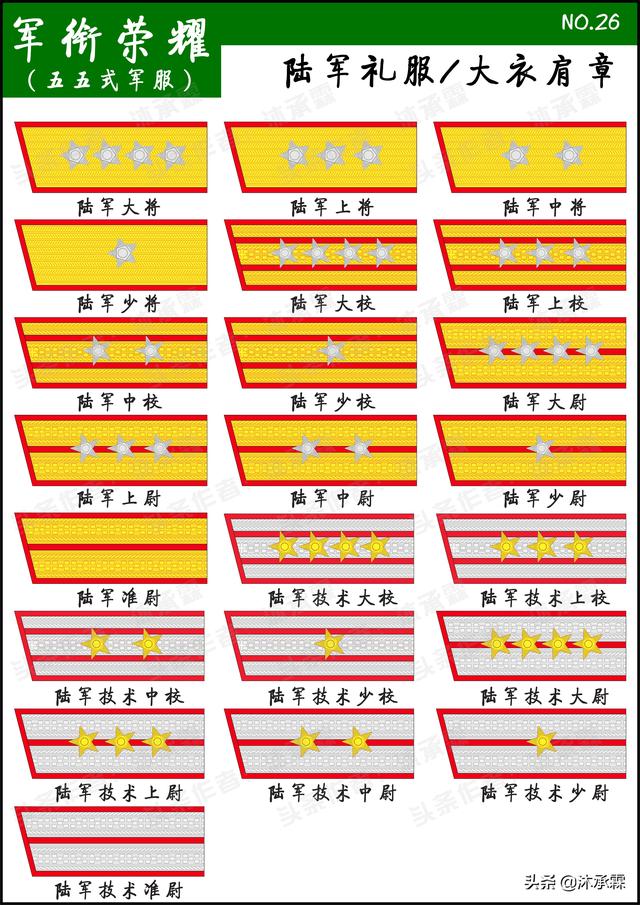 军衔荣耀
(五五式军服)
NO.26
陆军礼服/大衣肩章
陆军大将
陆军上将
陆军中将
陆军少将
陆军大校
陆军上校
陆军中校
陆军少校
陆军大尉
陆军上尉
陆军中尉
陆军少尉
陆军准尉
陆军技术大校
陆军技术上校
陆军技术中校
陆军技术少校
陆军技术大尉
陆军技术上尉
陆军技术中尉
陆军技术少尉
陆军技术准尉
头条 @沐承霖